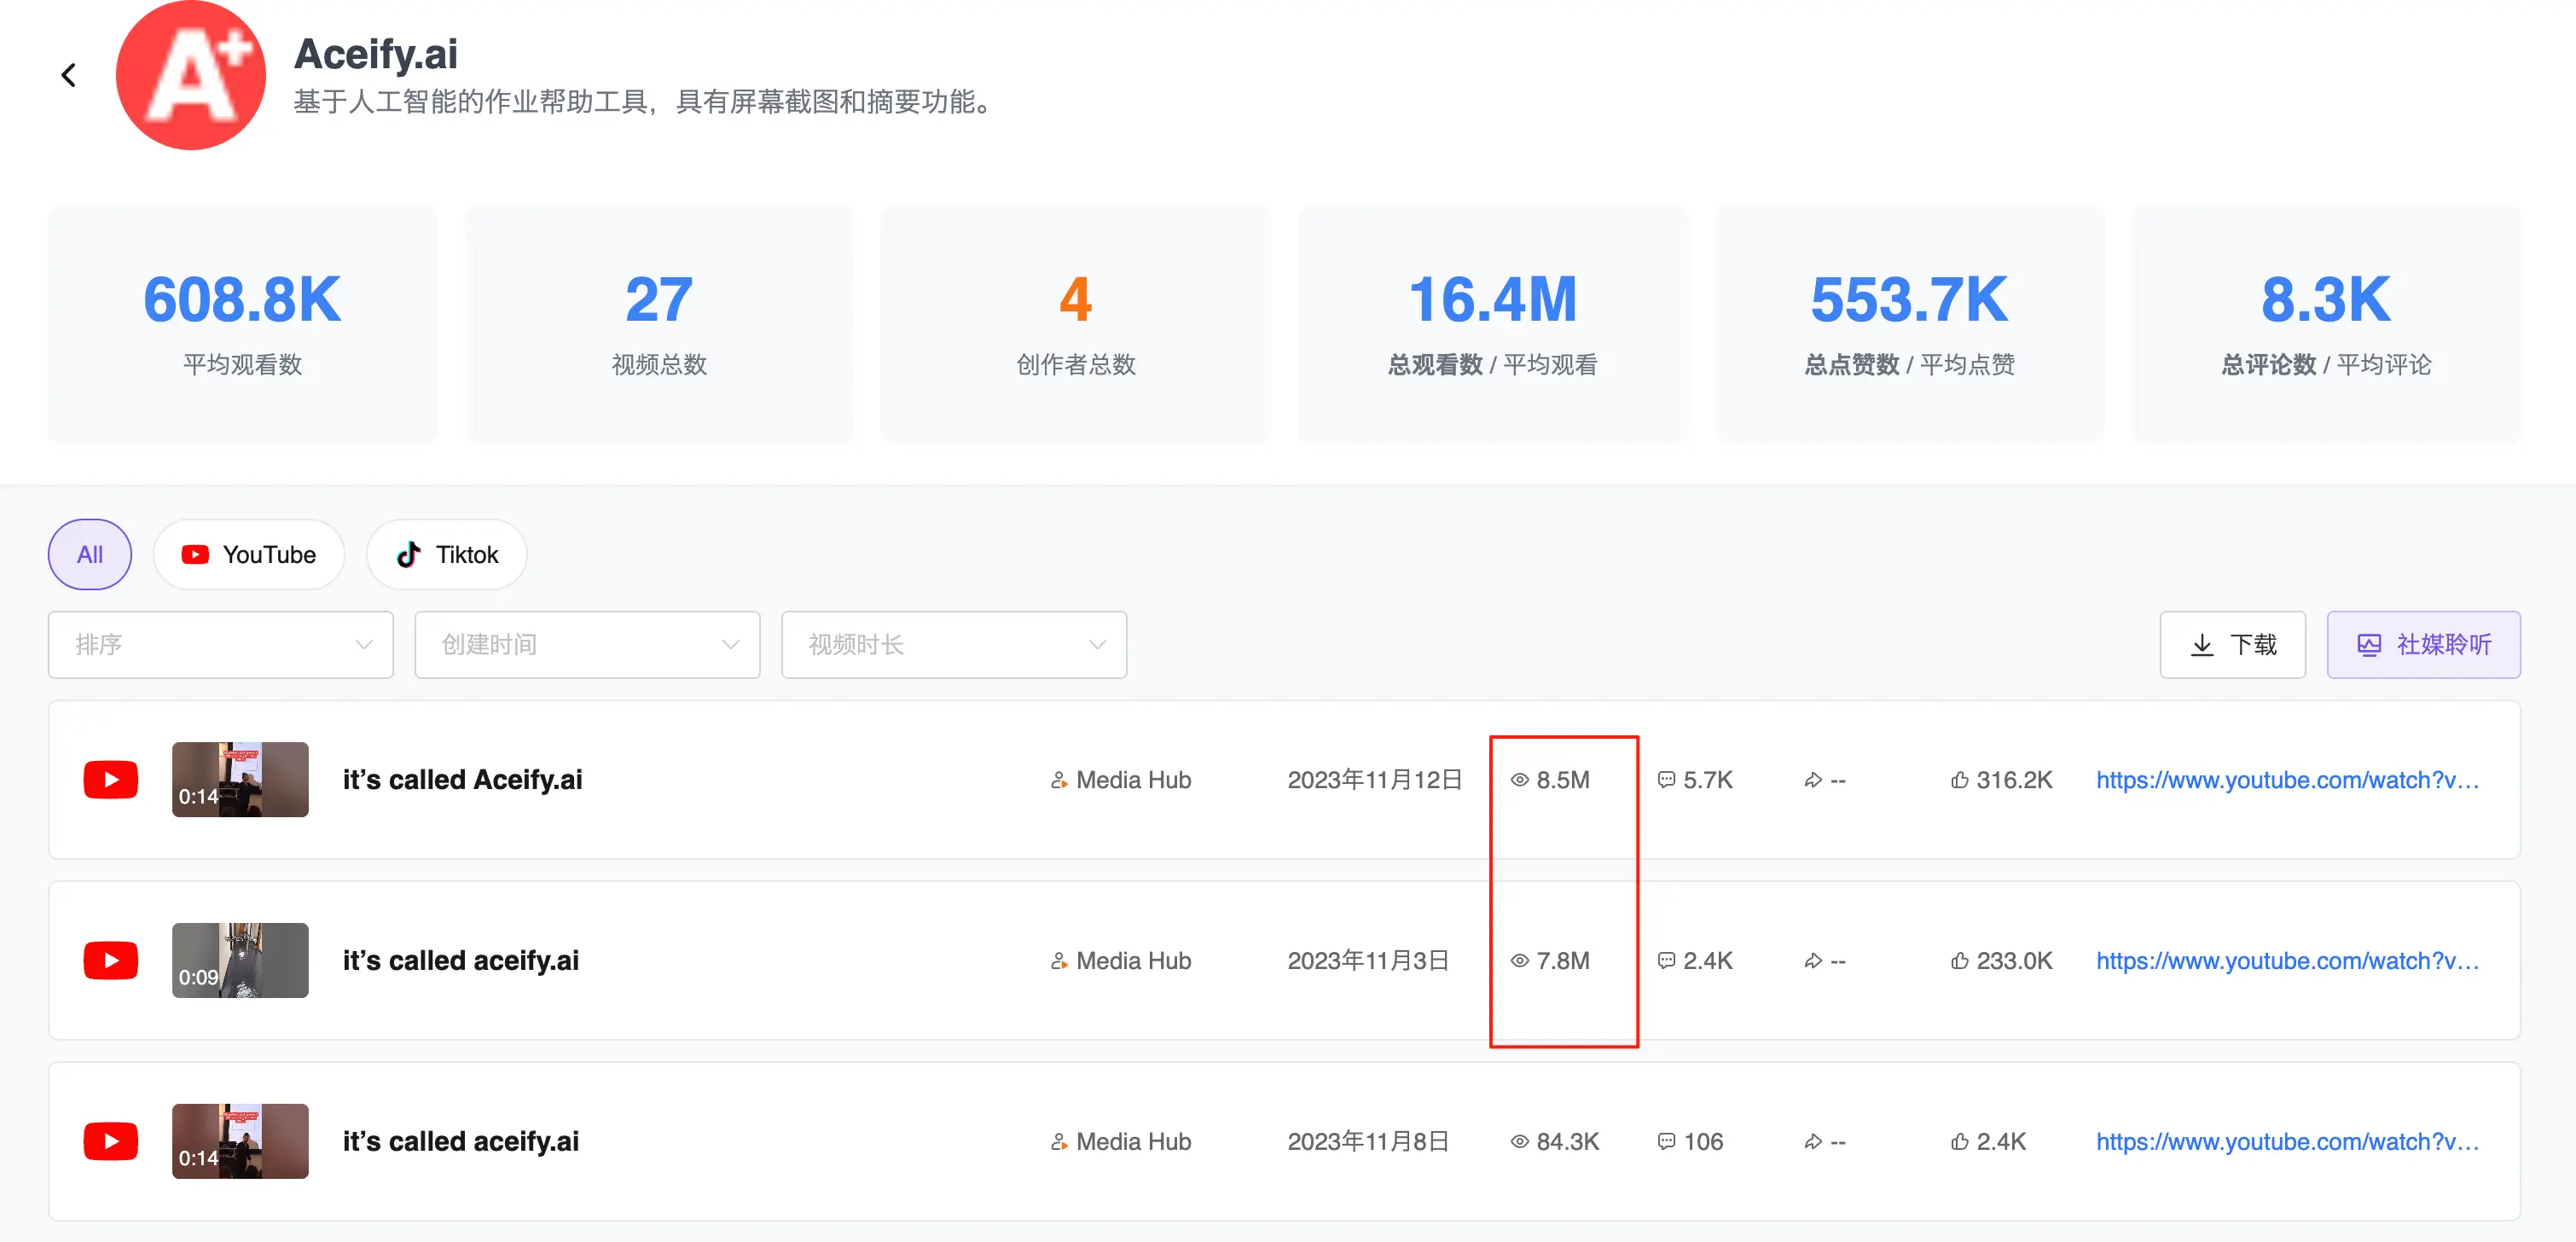 Aceify.ai
基于人工智能的作业帮助工具，具有屏幕截图和摘要功能。
608.8K
平均观看数
27
视频总数
4
创作者总数
16.4M
总观看数 / 平均观看
553.7K
总点赞数 / 平均点赞
8.3K
总评论数 / 平均评论
All
YouTube
Tiktok
排序
创建时间
视频时长
下载
社媒聆听
0:14
it’s called Aceify.ai
Media Hub
2023年11月12日
8.5M
5.7K
--
316.2K
https://www.youtube.com/watch?v...
0:09
it’s called aceify.ai
Media Hub
2023年11月3日
7.8M
2.4K
--
233.0K
https://www.youtube.com/watch?v...
0:14
it’s called aceify.ai
Media Hub
2023年11月8日
84.3K
106
--
2.4K
https://www.youtube.com/watch?v...